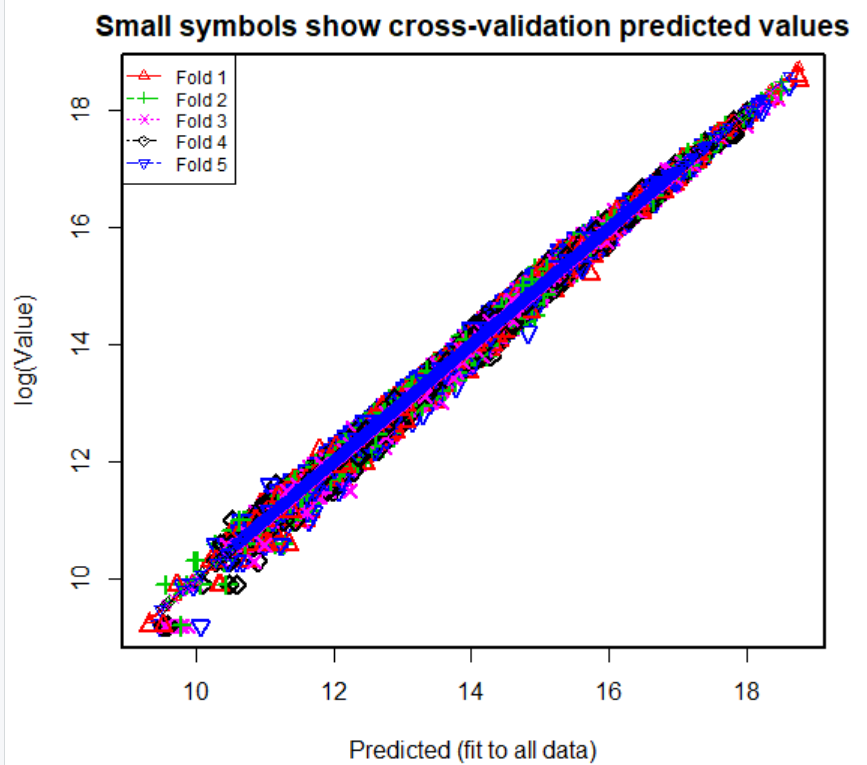 Small symbols show cross-validation predicted values
Fold 1
Fold 2
Fold 3
Fold 4
Fold 5
log(Value)
18
16
14
12
10
10 12 14 16 18
Predicted (fit to all data)